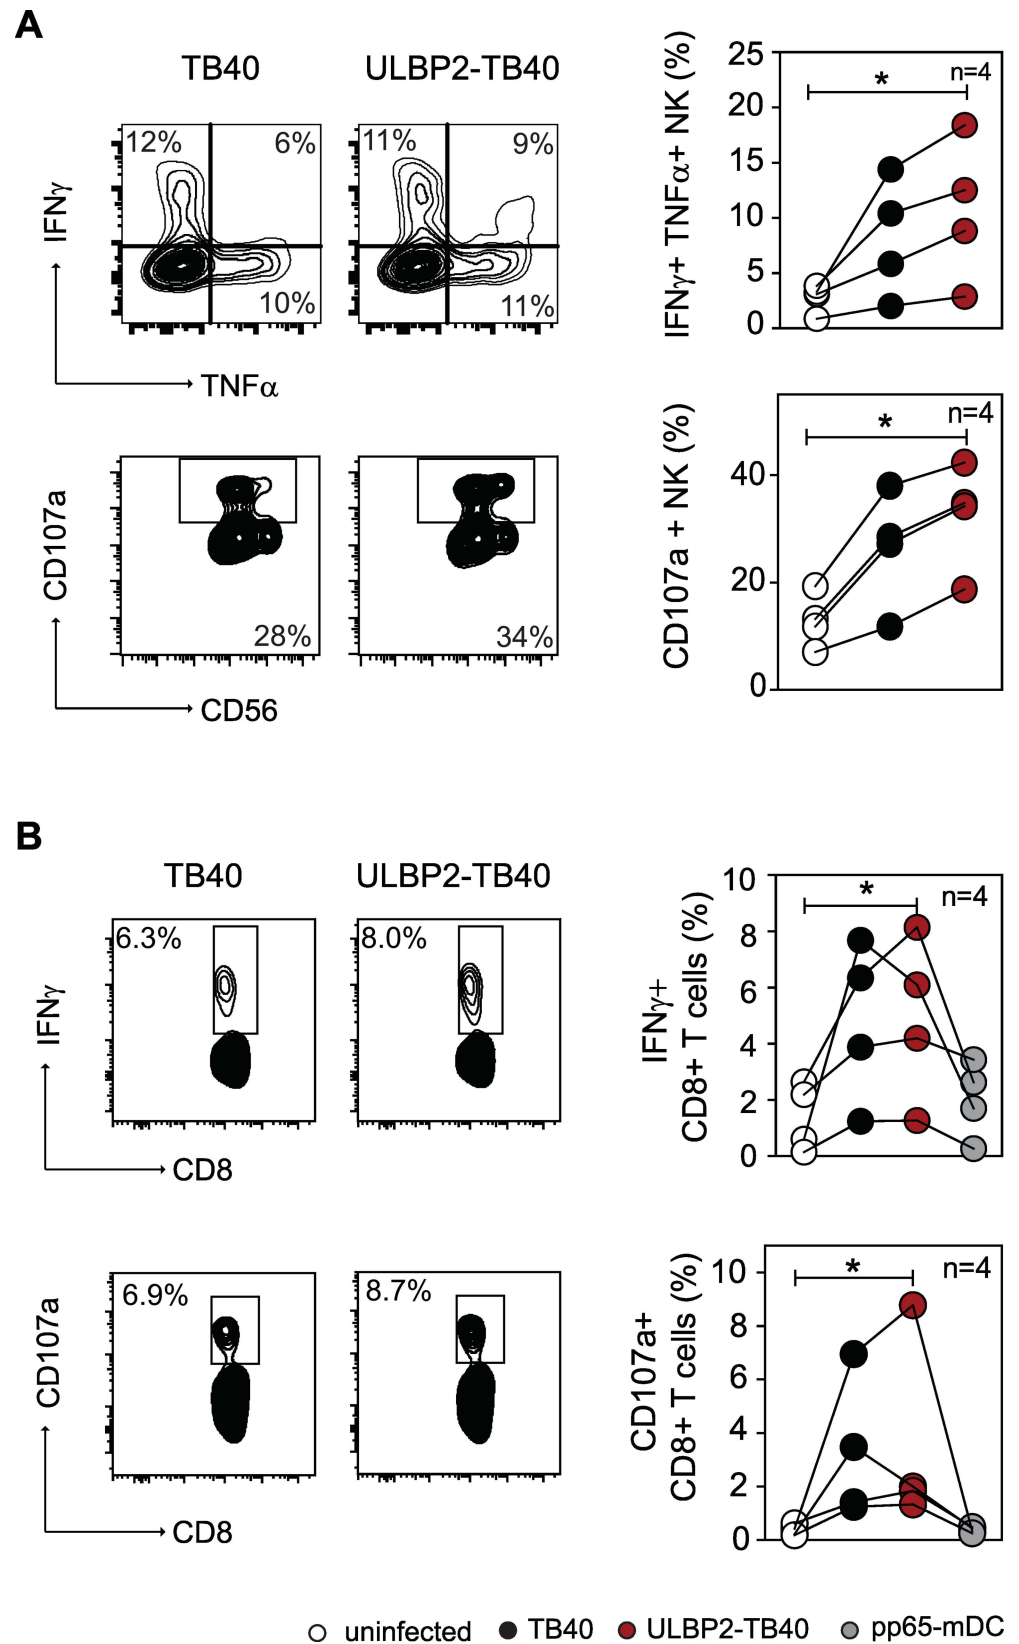 A
TB40
ULBP2-TB40
12%
6%
10%
11%
9%
11%
IFNγ
TNFα
IFNγ+ TNFα+ NK (%)
25
20
15
10
5
0
*
n=4
CD107a
28%
34%
CD56
CD107a + NK (%)
40
20
0
*
n=4
B
TB40
ULBP2-TB40
6.3%
8.0%
IFNγ
CD8
IFNγ+
CD8+ T cells (%)
10
8
6
4
2
0
*
n=4
6.9%
8.7%
CD107a
CD8
CD107a+
CD8+ T cells (%)
10
8
6
4
2
0
*
n=4
uninfected TB40 ULBP2-TB40 pp65-mDC